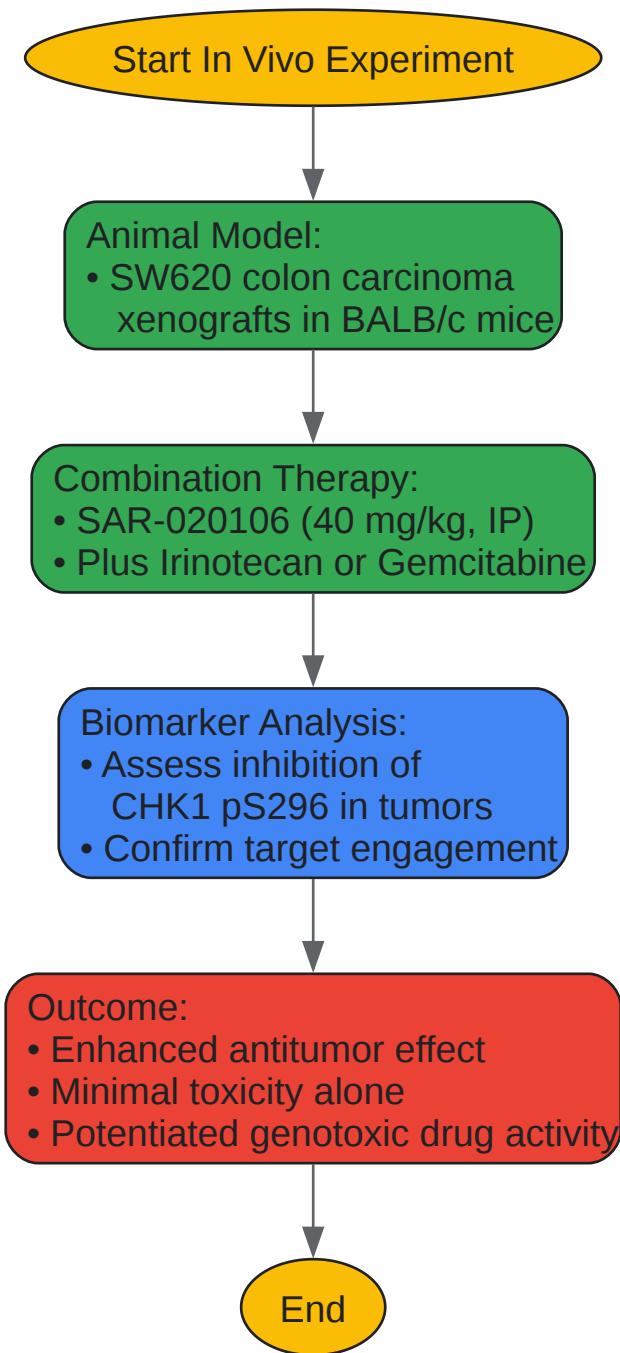 Start In Vivo Experiment
Animal Model:
• SW620 colon carcinoma
xenografts in BALB/c mice
Combination Therapy:
• SAR-020106 (40 mg/kg, IP)
• Plus Irinotecan or Gemcitabine
Biomarker Analysis:
• Assess inhibition of
CHK1 pS296 in tumors
• Confirm target engagement
Outcome:
• Enhanced antitumor effect
• Minimal toxicity alone
• Potentiated genotoxic drug activity
End